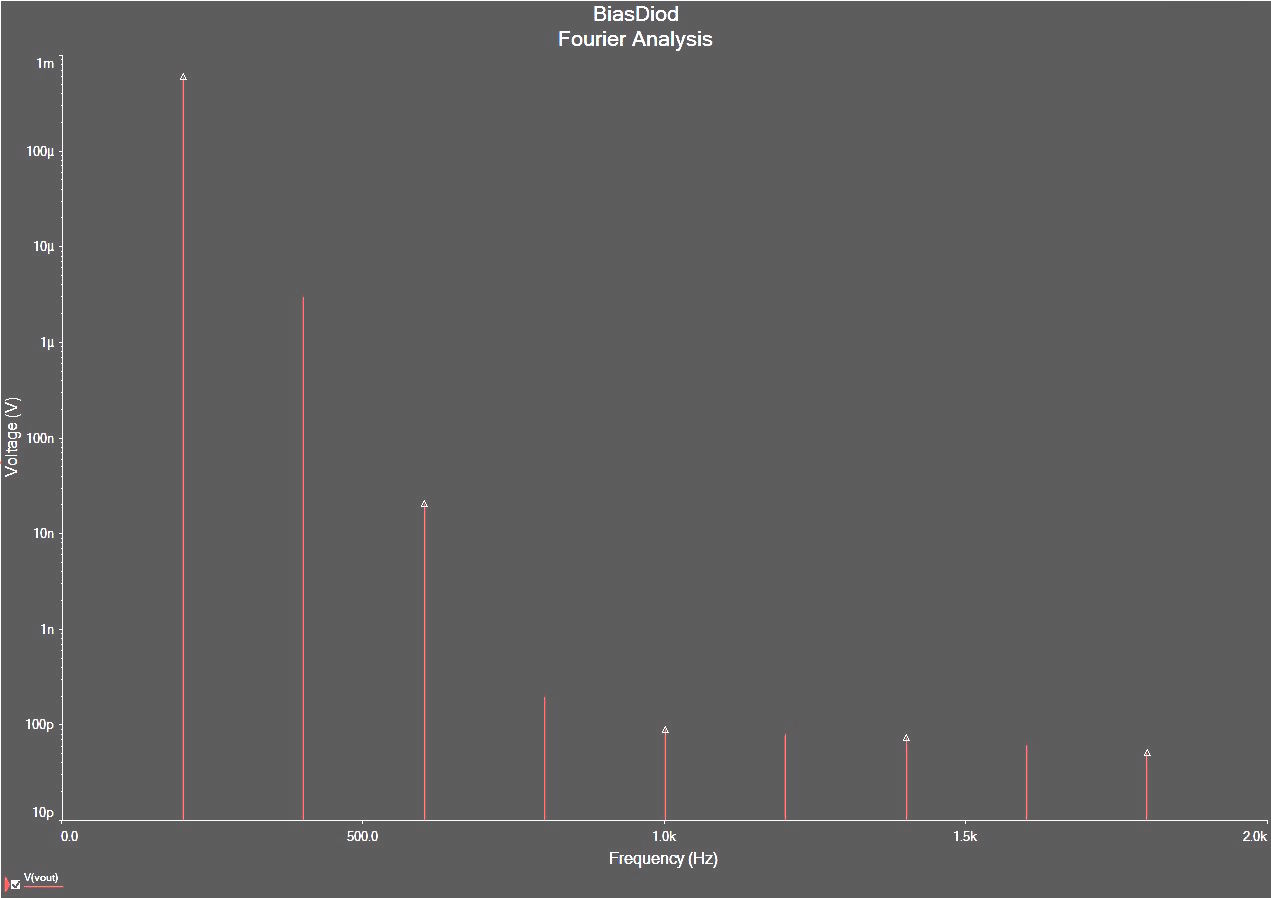 BiasDiod
Fourier Analysis
1m
100µ
10µ
1µ
100n
10n
1n
100p
10p
Voltage (V)
0.0 500.0 1.0k 1.5k 2.0k
Frequency (Hz)
V(vout)